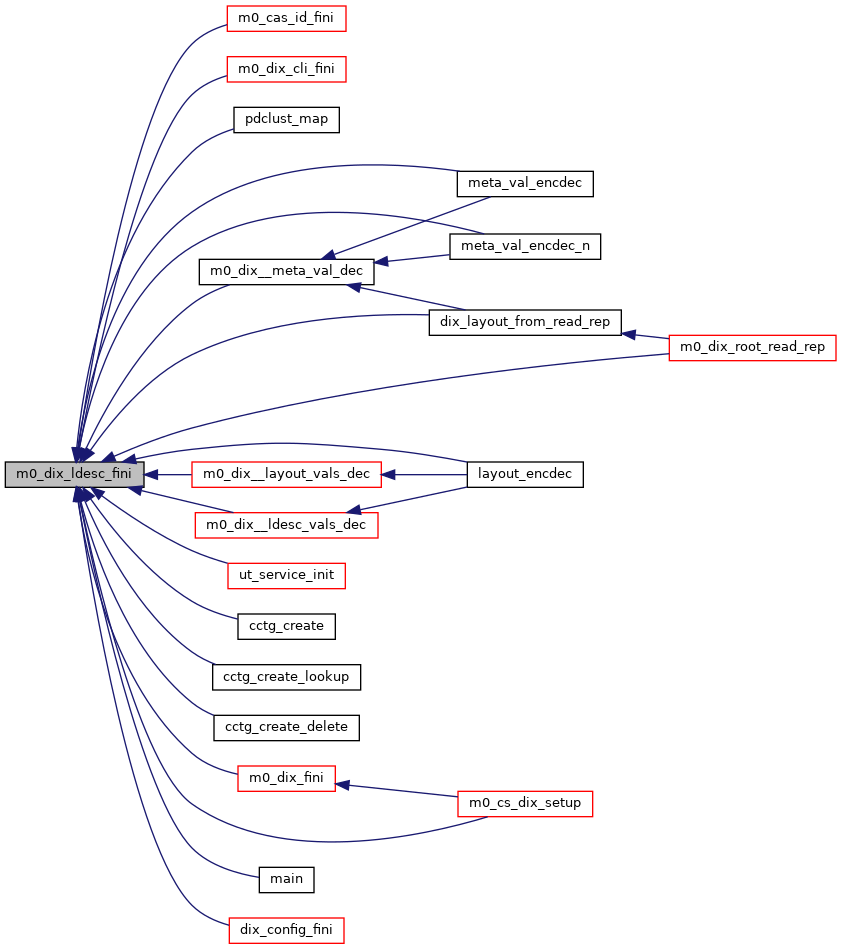 m0_cas_id_fini
m0_dix_cli_fini
pdclust_map
meta_val_encdec
meta_val_encdec_n
m0_dix__meta_val_dec
dix_layout_from_read_rep
m0_dix_root_read_rep
m0_dix_ldesc_fini
m0_dix__layout_vals_dec
layout_encdec
m0_dix__ldesc_vals_dec
ut_service_init
cctg_create
cctg_create_lookup
cctg_create_delete
m0_dix_fini
m0_cs_dix_setup
main
dix_config_fini